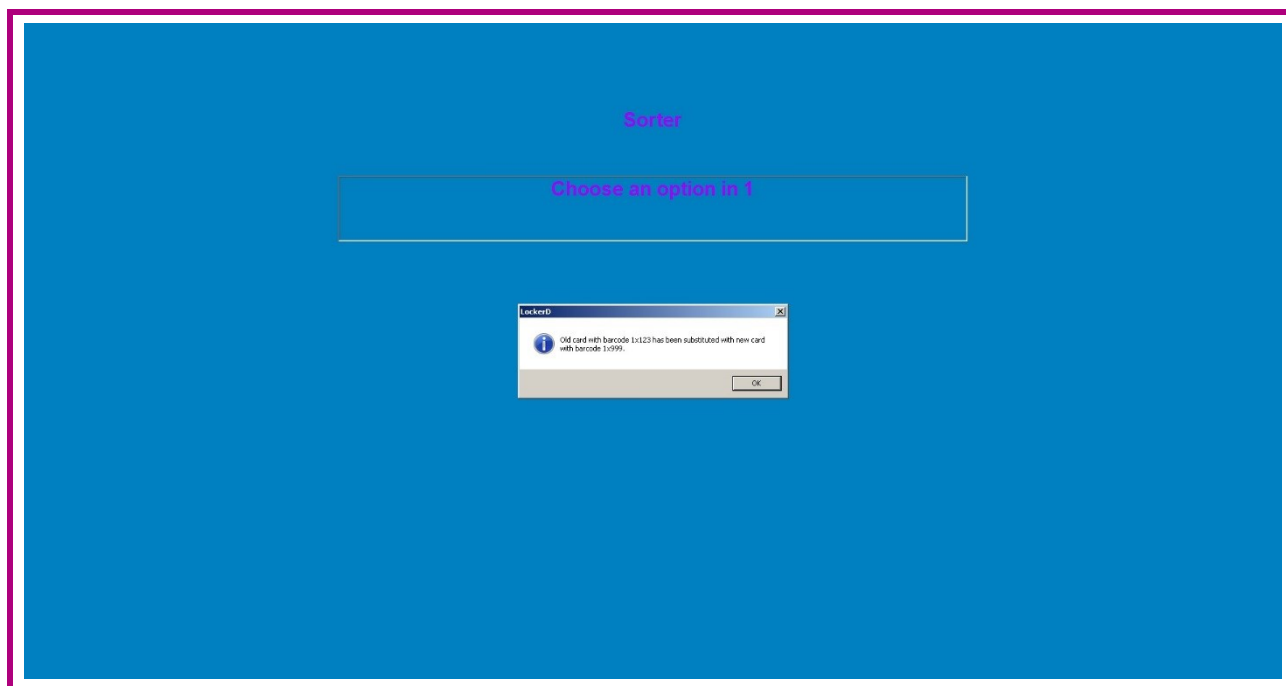 Sorter
Choose an option in 1
LockerD
Old card with barcode 1x123 has been substituted with new card
with barcode 1x999.
OK